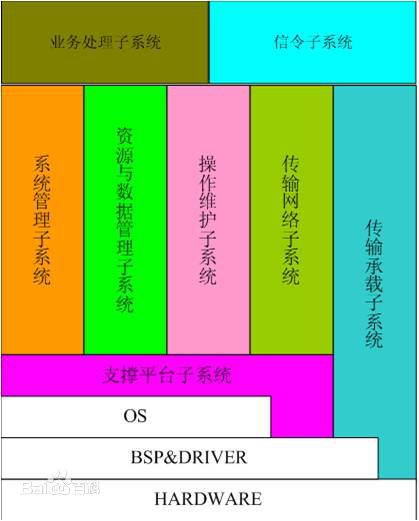 业务处理子系统
信令子系统
系统管理子系统
资源与数据管理子系统
操作维护子系统
传输网络子系统
传输承载子系统
支撑平台子系统
OS
BSP&DRIVER
HARDWARE
Baidu百科